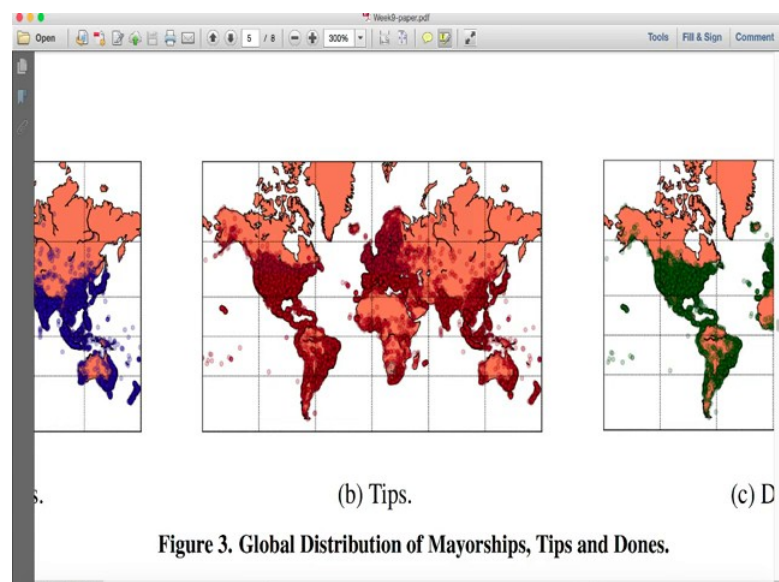 Week9-paper.pdf
Open 5 / 8 300% Tools Fill & Sign Comment
s. (b) Tips. (c) D
Figure 3. Global Distribution of Mayorships, Tips and Dones.